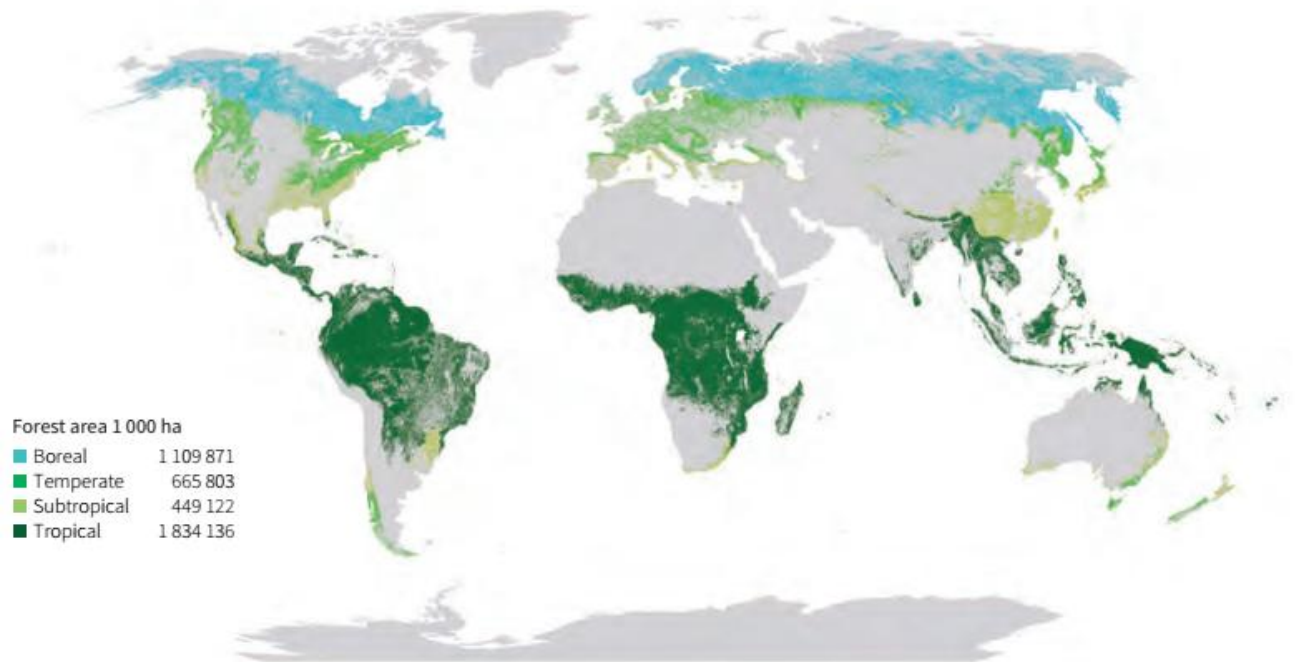 Forest area 1 000 ha
Boreal 1 109 871
Temperate 665 803
Subtropical 449 122
Tropical 1 834 136